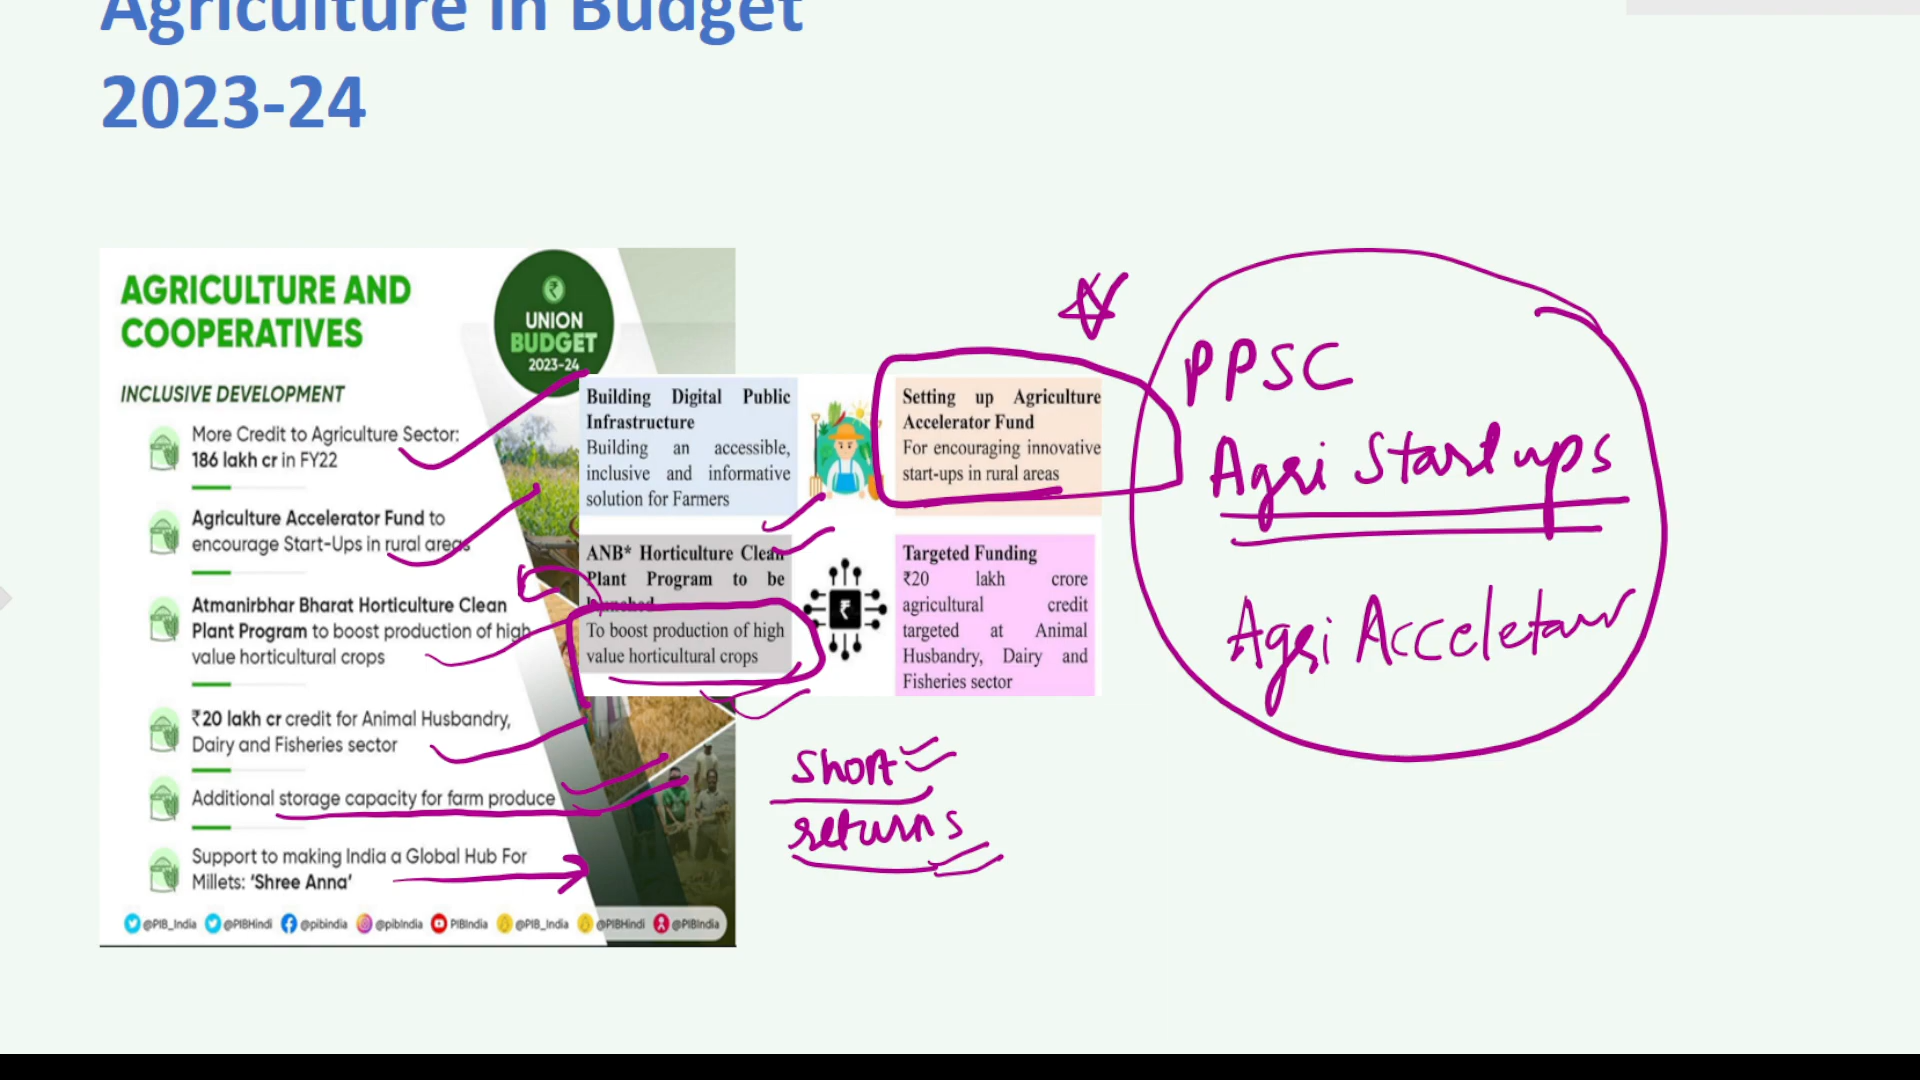 Agriculture in Budget
2023-24
AGRICULTURE AND
COOPERATIVES
UNION
BUDGET
2023-24
INCLUSIVE DEVELOPMENT
More Credit to Agriculture Sector:
186 lakh cr in FY22
Agriculture Accelerator Fund to
encourage Start-Ups in rural areas
Atmanirbhar Bharat Horticulture Clean
Plant Program to boost production of high
value horticultural crops
₹20 lakh cr credit for Animal Husbandry,
Dairy and Fisheries sector
Additional storage capacity for farm produce
Support to making India a Global Hub For
Millets: 'Shree Anna'
@PIB_India @PIBHindi @pibindia @pibindia PIBIndia @PIB_India @PIBHindi @PIBIndia
Building Digital Public
Infrastructure
Building an accessible,
inclusive and informative
solution for Farmers
Setting up Agriculture
Accelerator Fund
For encouraging innovative
start-ups in rural areas
ANB* Horticulture Clean
Plant Program to be
launched
To boost production of high
value horticultural crops
Targeted Funding
₹20 lakh crore
agricultural credit
targeted at Animal
Husbandry, Dairy and
Fisheries sector
PPSC
Agri Startups
Agri
short
returns